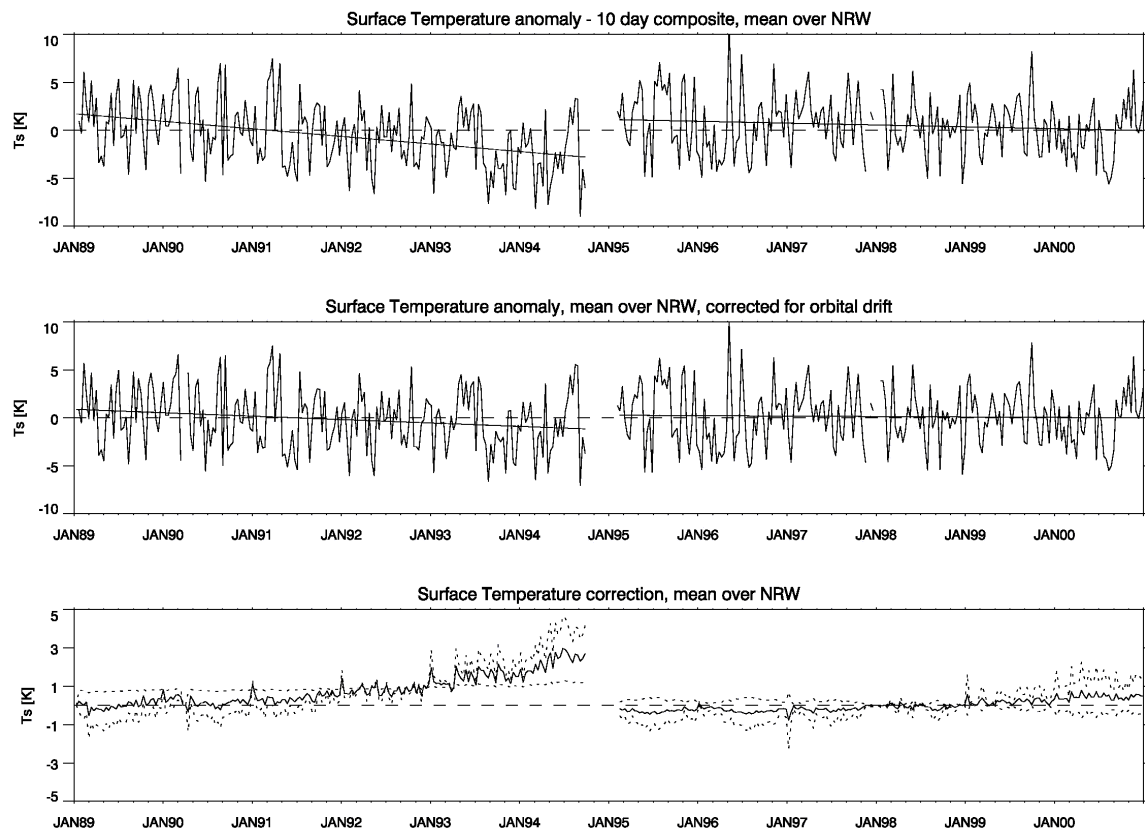 Surface Temperature anomaly - 10 day composite, mean over NRW
Ts [K]
10
5
0
-5
-10
JAN89 JAN90 JAN91 JAN92 JAN93 JAN94 JAN95 JAN96 JAN97 JAN98 JAN99 JAN00
Surface Temperature anomaly, mean over NRW, corrected for orbital drift
Ts [K]
10
5
0
-5
-10
JAN89 JAN90 JAN91 JAN92 JAN93 JAN94 JAN95 JAN96 JAN97 JAN98 JAN99 JAN00
Surface Temperature correction, mean over NRW
Ts [K]
5
3
1
-1
-3
-5
JAN89 JAN90 JAN91 JAN92 JAN93 JAN94 JAN95 JAN96 JAN97 JAN98 JAN99 JAN00